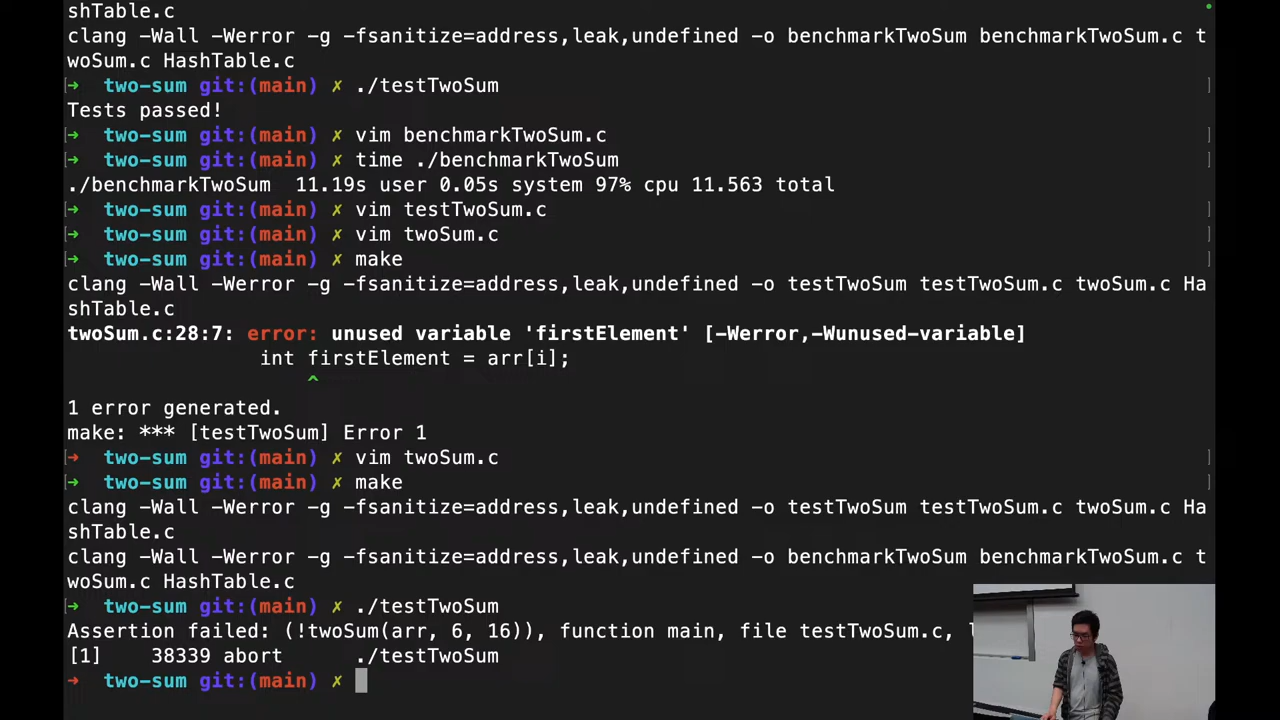 shTable.c
clang -Wall -Werror -g -fsanitize=address,leak,undefined -o benchmarkTwoSum benchmarkTwoSum.c t
woSum.c HashTable.c
[➜  two-sum git:(main) ✗ ./testTwoSum ]
Tests passed!
[➜  two-sum git:(main) ✗ vim benchmarkTwoSum.c ]
[➜  two-sum git:(main) ✗ time ./benchmarkTwoSum ]
./benchmarkTwoSum  11.19s user 0.05s system 97% cpu 11.563 total
[➜  two-sum git:(main) ✗ vim testTwoSum.c ]
[➜  two-sum git:(main) ✗ vim twoSum.c ]
[➜  two-sum git:(main) ✗ make ]
clang -Wall -Werror -g -fsanitize=address,leak,undefined -o testTwoSum testTwoSum.c twoSum.c Ha
shTable.c
twoSum.c:28:7: error: unused variable 'firstElement' [-Werror,-Wunused-variable]
                int firstElement = arr[i];
                    ^
1 error generated.
make: *** [testTwoSum] Error 1
[➜  two-sum git:(main) ✗ vim twoSum.c ]
[➜  two-sum git:(main) ✗ make ]
clang -Wall -Werror -g -fsanitize=address,leak,undefined -o testTwoSum testTwoSum.c twoSum.c Ha
shTable.c
clang -Wall -Werror -g -fsanitize=address,leak,undefined -o benchmarkTwoSum benchmarkTwoSum.c t
woSum.c HashTable.c
[➜  two-sum git:(main) ✗ ./testTwoSum
Assertion failed: (!twoSum(arr, 6, 16)), function main, file testTwoSum.c,
[1]    38339 abort      ./testTwoSum
➜  two-sum git:(main) ✗